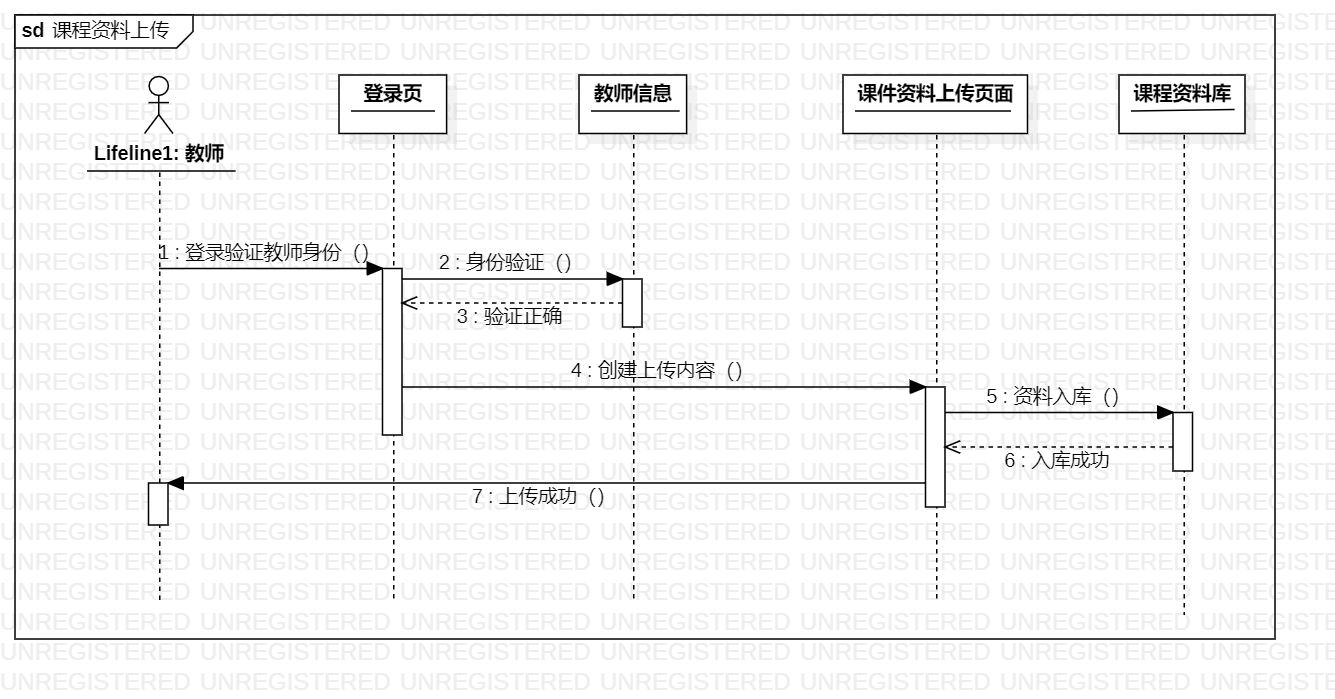 sd 课程资料上传
登录页
教师信息
课件资料上传页面
课程资料库
Lifeline1: 教师
1 : 登录验证教师身份（）
2 : 身份验证（）
3 : 验证正确
4 : 创建上传内容（）
5 : 资料入库（）
6 : 入库成功
7 : 上传成功（）
UNREGISTERED